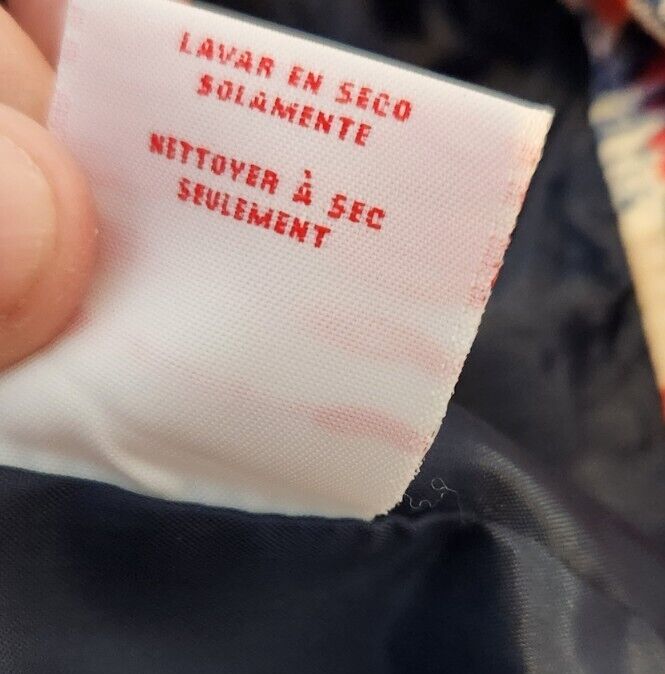 LAVAR EN SECO
SOLAMENTE
NETTOYER À SEC
SEULEMENT